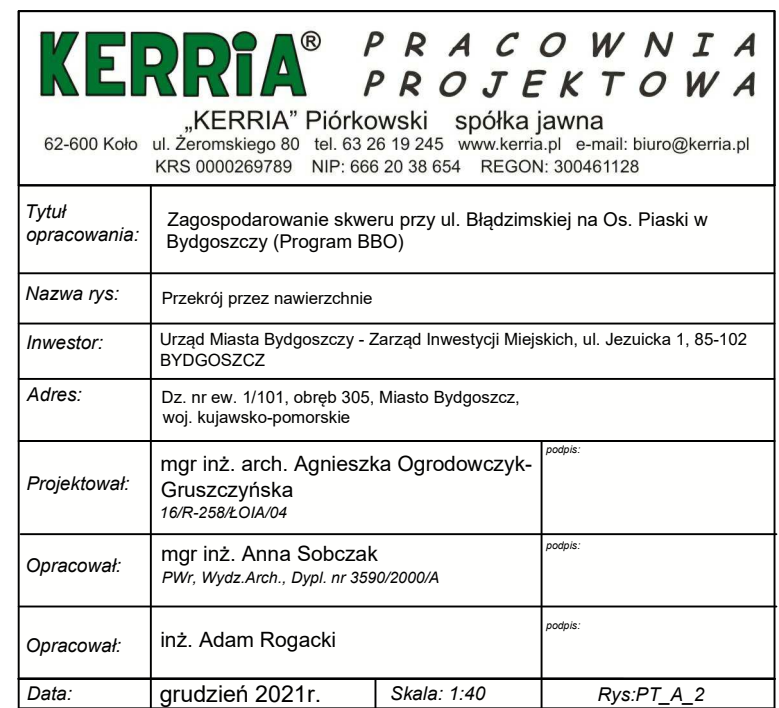 KERRiA® PRACOWNIA
PROJEKTOWA
„KERRIA” Piórkowski spółka jawna
62-600 Koło ul. Żeromskiego 80 tel. 63 26 19 245 www.kerria.pl e-mail: biuro@kerria.pl
KRS 0000269789 NIP: 666 20 38 654 REGON: 300461128
Tytuł
opracowania:
Zagospodarowanie skweru przy ul. Błądzimskiej na Os. Piaski w
Bydgoszczy (Program BBO)
Nazwa rys:
Przekrój przez nawierzchnie
Inwestor:
Urząd Miasta Bydgoszczy - Zarząd Inwestycji Miejskich, ul. Jezuicka 1, 85-102
BYDGOSZCZ
Adres:
Dz. nr ew. 1/101, obręb 305, Miasto Bydgoszcz,
woj. kujawsko-pomorskie
Projektował:
mgr inż. arch. Agnieszka Ogrodowczyk-
Gruszczyńska
16/R-258/ŁOIA/04
podpis:
Opracował:
mgr inż. Anna Sobczak
PWr, Wydz.Arch., Dypl. nr 3590/2000/A
podpis:
Opracował:
inż. Adam Rogacki
podpis:
Data:
grudzień 2021r.
Skala: 1:40
Rys:PT_A_2